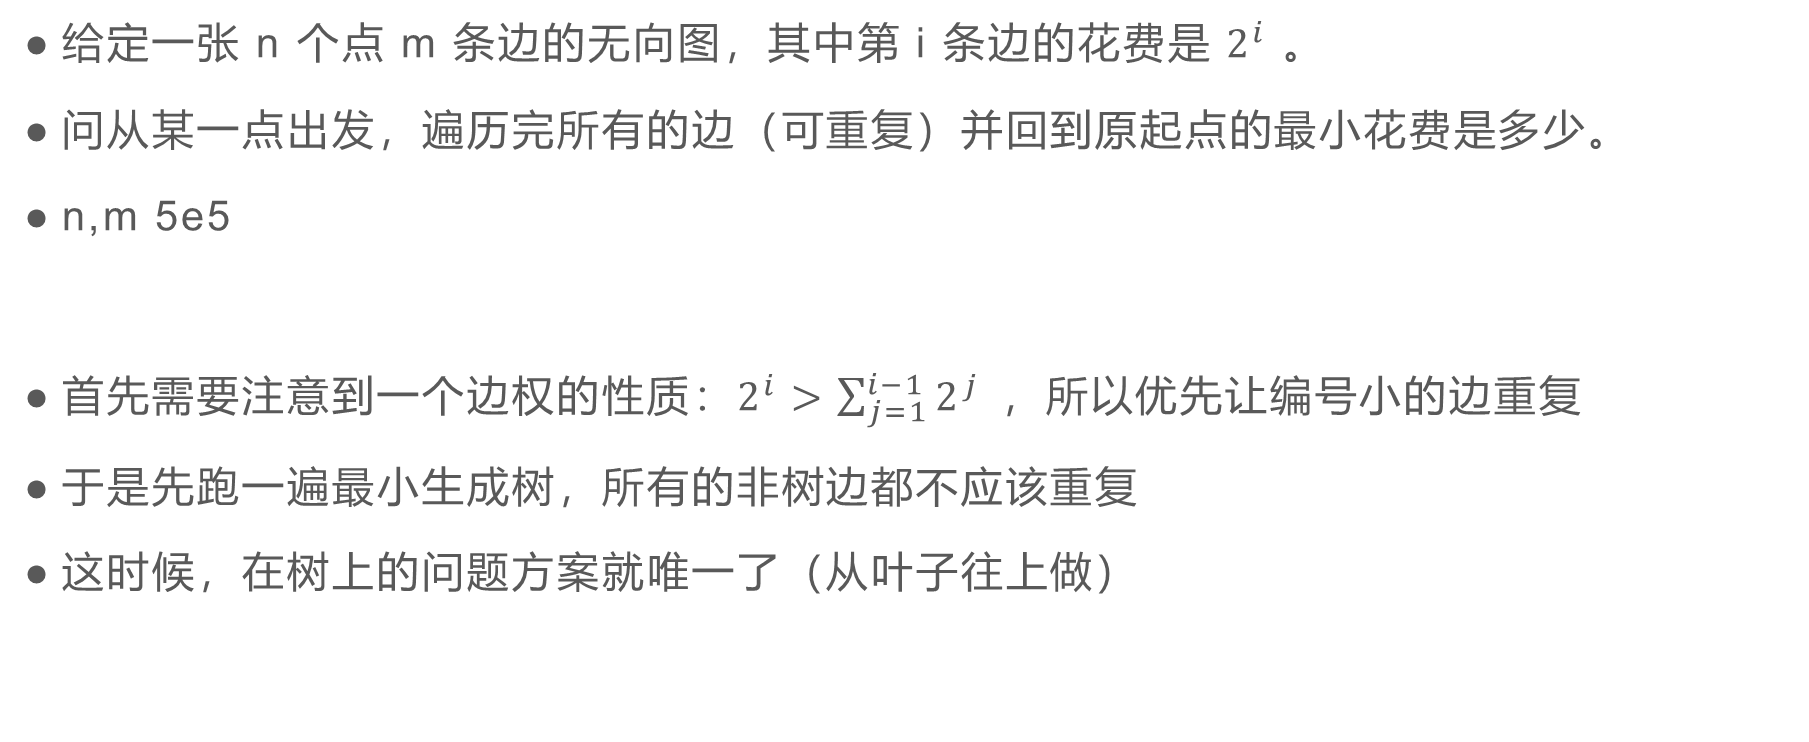 ● 给定一张 n 个点 m 条边的无向图，其中第 i 条边的花费是 2^i 。
● 问从某一点出发，遍历完所有的边（可重复）并回到原起点的最小花费是多少。
● n,m 5e5
● 首先需要注意到一个边权的性质：2^i > ∑_{j=1}^{i−1} 2^j ，所以优先让编号小的边重复
● 于是先跑一遍最小生成树，所有的非树边都不应该重复
● 这时候，在树上的问题方案就唯一了（从叶子往上做）